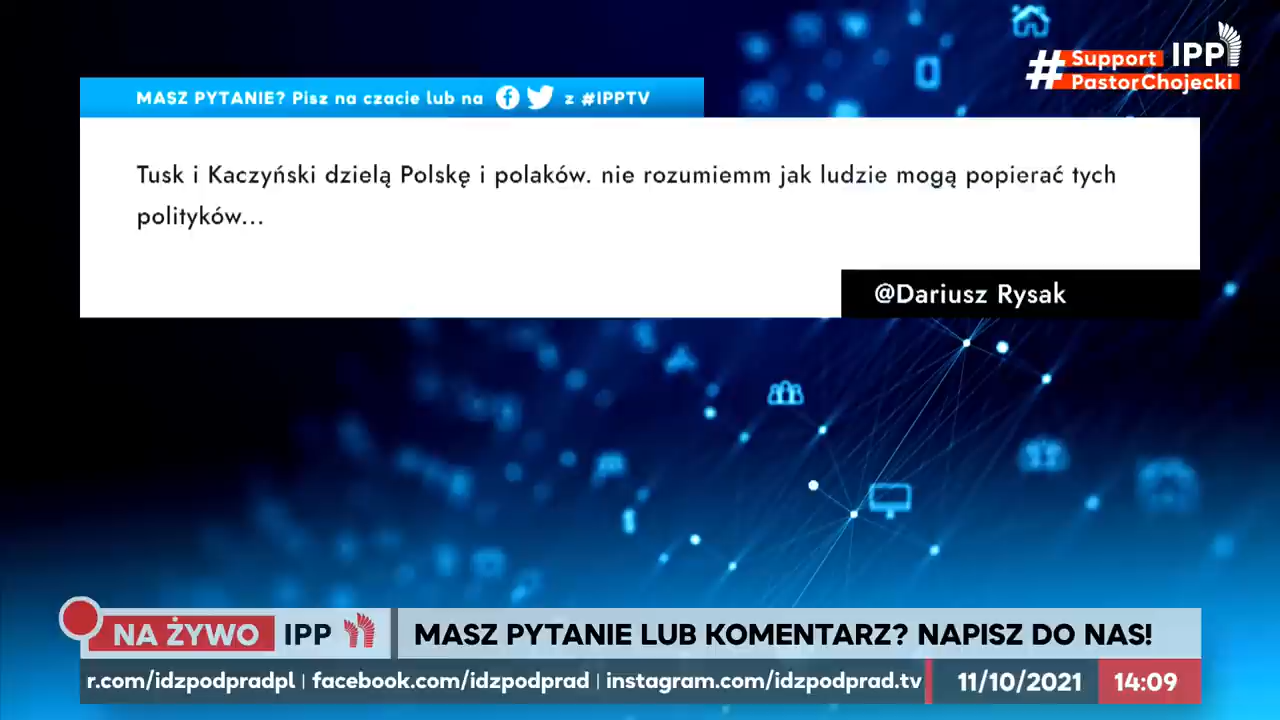 #Support IPP
PastorChojecki
MASZ PYTANIE? Pisz na czacie lub na z #IPPTV
Tusk i Kaczyński dzielą Polskę i polaków. nie rozumiemm jak ludzie mogą popierać tych
polityków...
@Dariusz Rysak
NA ŻYWO IPP MASZ PYTANIE LUB KOMENTARZ? NAPISZ DO NAS!
r.com/idzpodpradpl | facebook.com/idzpodprad | instagram.com/idzpodprad.tv 11/10/2021 14:09